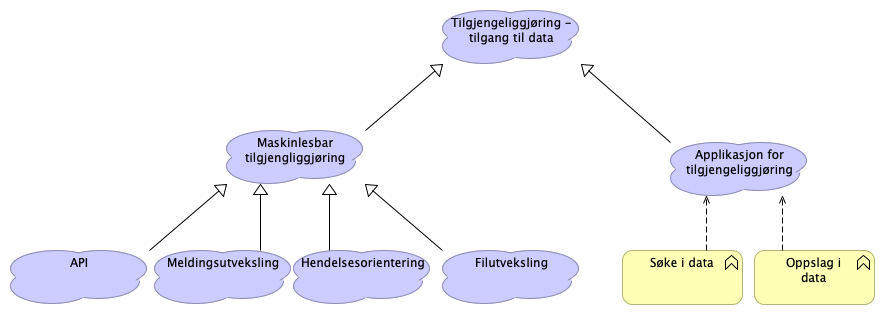 Tilgjengeliggjøring –
tilgang til data
Maskinlesbar
tilgjengliggjøring
Applikasjon for
tilgjengeliggjøring
API
Meldingsutveksling
Hendelsesorientering
Filutveksling
Søke i data
Oppslag i
data